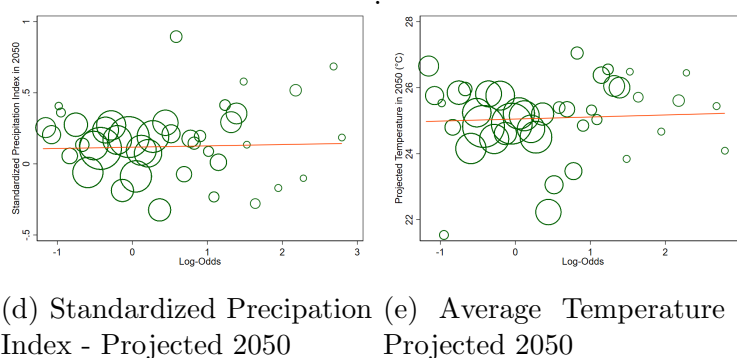 .
Standardized Precipitation Index in 2050
1
.5
0
-.5
-1
0
1
2
3
Log-Odds
Projected Temperature in 2050 (°C)
28
26
24
22
-1
0
1
2
Log-Odds
(d) Standardized Precipation
Index - Projected 2050
(e) Average Temperature
Projected 2050